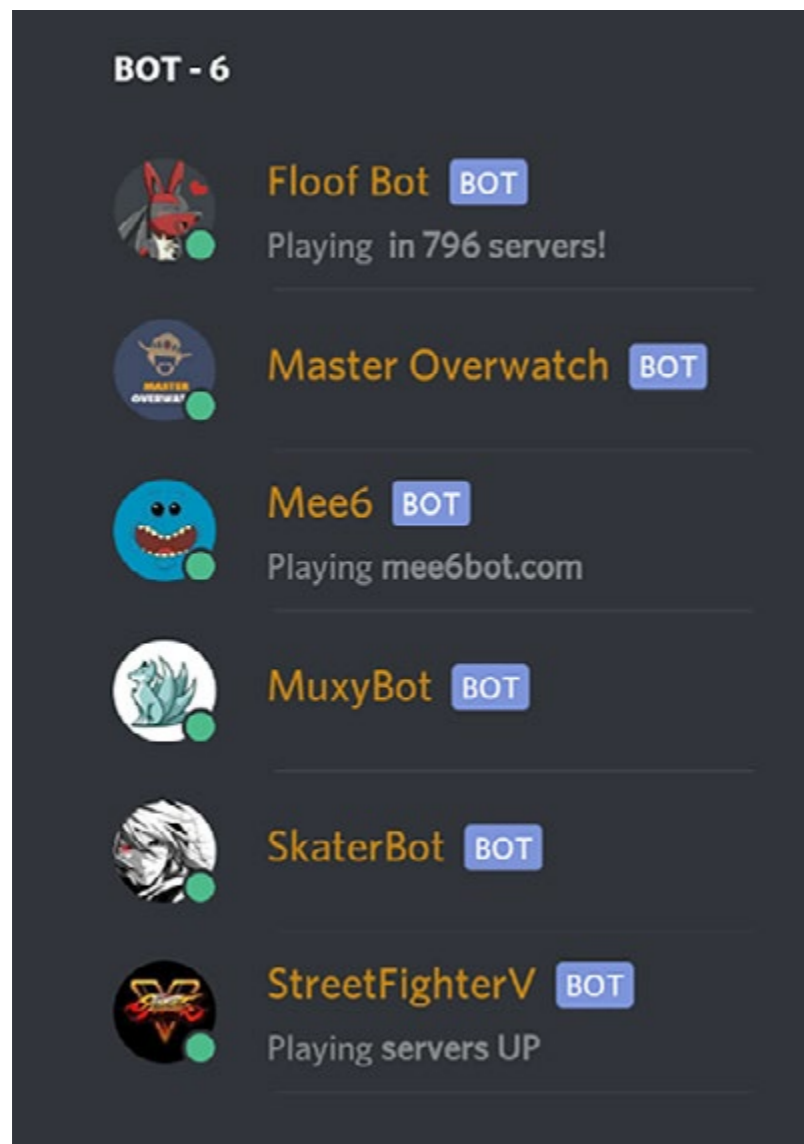 BOT - 6
Floof Bot BOT
Playing in 796 servers!
MASTER
Master Overwatch BOT
Mee6 BOT
Playing mee6bot.com
MuxyBot BOT
SkaterBot BOT
StreetFighterV BOT
Playing servers UP